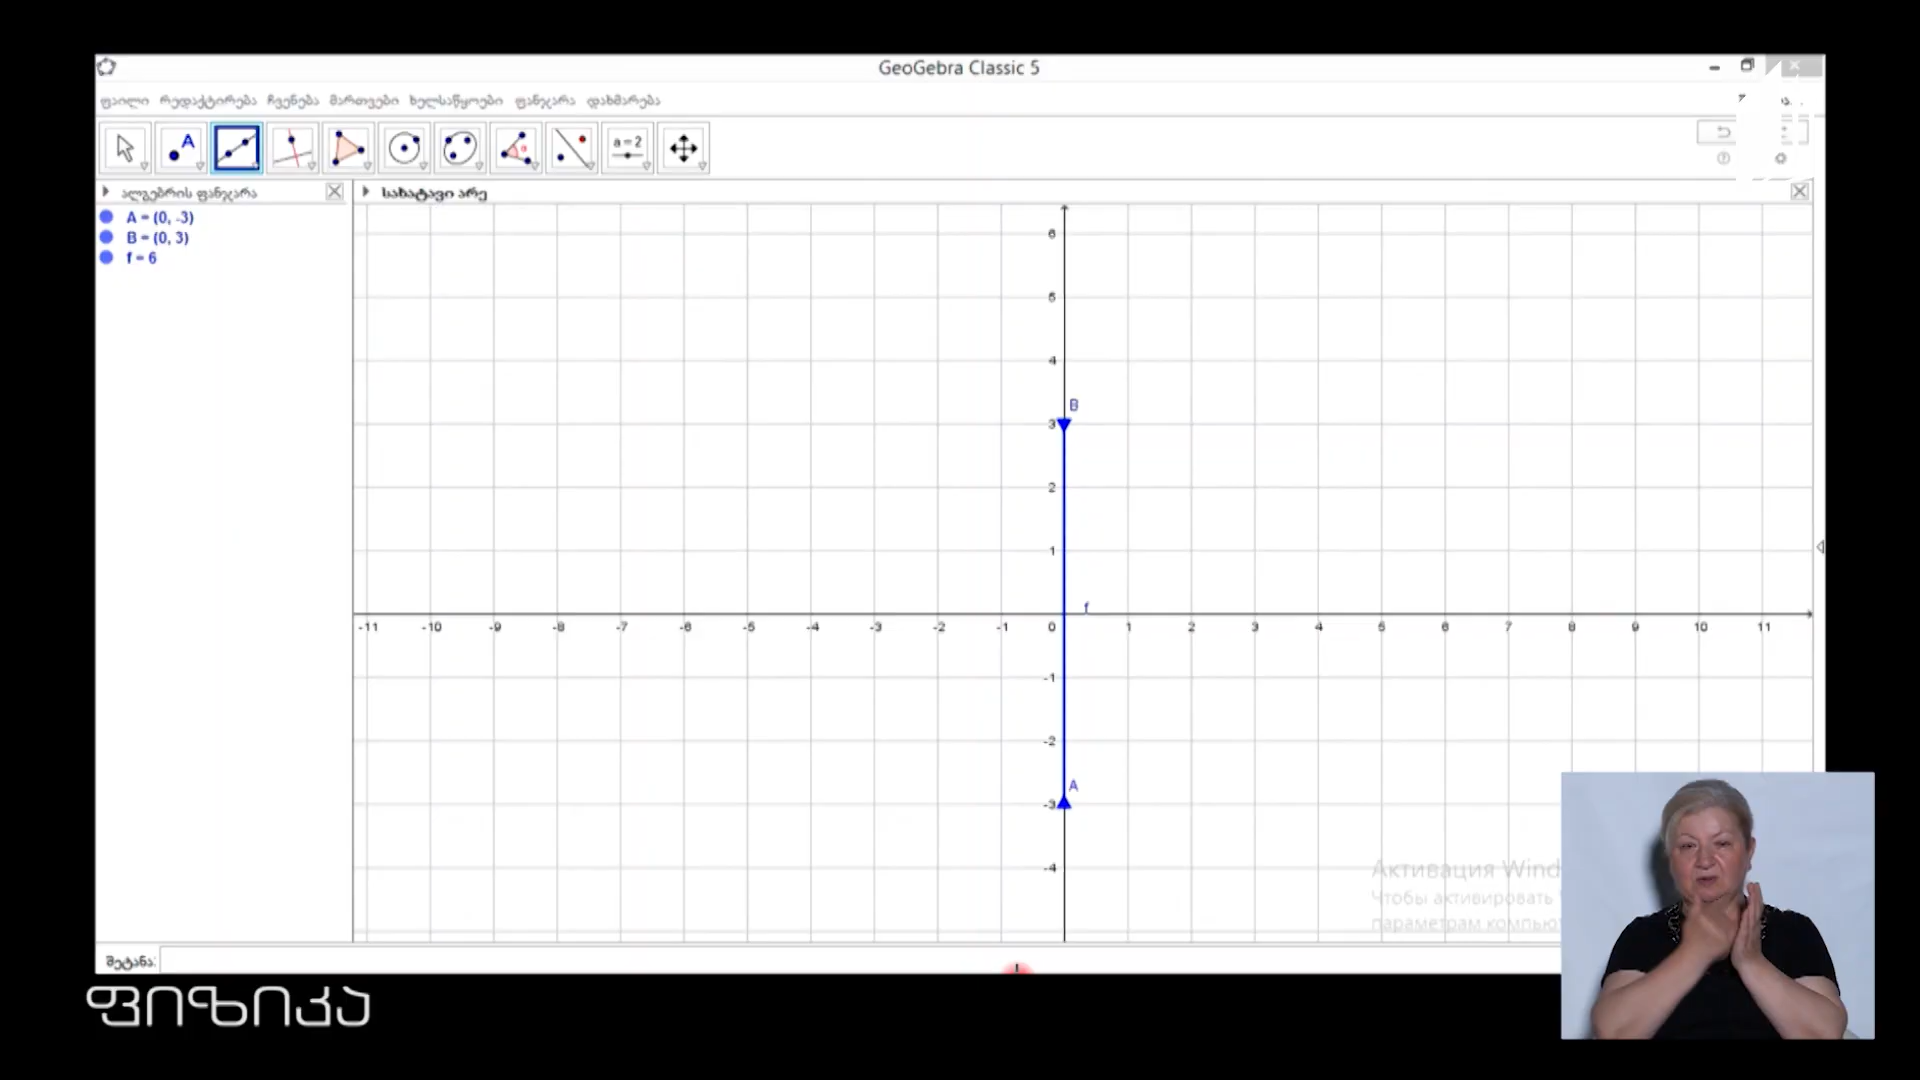 GeoGebra Classic 5
ფაილი რედაქტირება ჩვენება მართვები ხელსაწყოები ფანჯარა დახმარება
A
a = 2
ალგებრის ფანჯარა
სახატავი არე
A = (0, -3)
B = (0, 3)
f = 6
6
5
4
B
3
2
1
f
-11 -10 -9 -8 -7 -6 -5 -4 -3 -2 -1 0 1 2 3 4 5 6 7 8 9 10 11
-1
-2
A
-3
-4
Активация Wind
Чтобы активировать
параметрам компью
შეტანა:
ფიზიკა